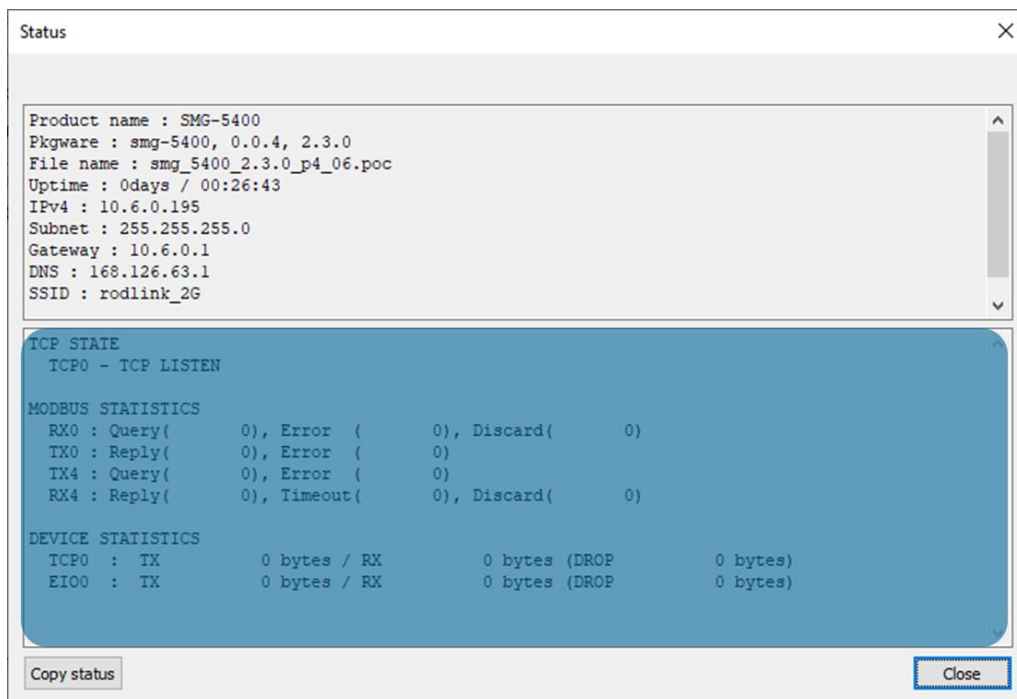 Status
Product name : SMG-5400
Pkgware : smg-5400, 0.0.4, 2.3.0
File name : smg_5400_2.3.0_p4_06.poc
Uptime : 0days / 00:26:43
IPv4 : 10.6.0.195
Subnet : 255.255.255.0
Gateway : 10.6.0.1
DNS : 168.126.63.1
SSID : rodlink_2G
TCP STATE
TCP0 - TCP LISTEN
MODBUS STATISTICS
RX0 : Query( 0), Error ( 0), Discard( 0)
TX0 : Reply( 0), Error ( 0)
TX4 : Query( 0), Error ( 0)
RX4 : Reply( 0), Timeout( 0), Discard( 0)
DEVICE STATISTICS
TCP0 : TX 0 bytes / RX 0 bytes (DROP 0 bytes)
EIO0 : TX 0 bytes / RX 0 bytes (DROP 0 bytes)
Copy status
Close